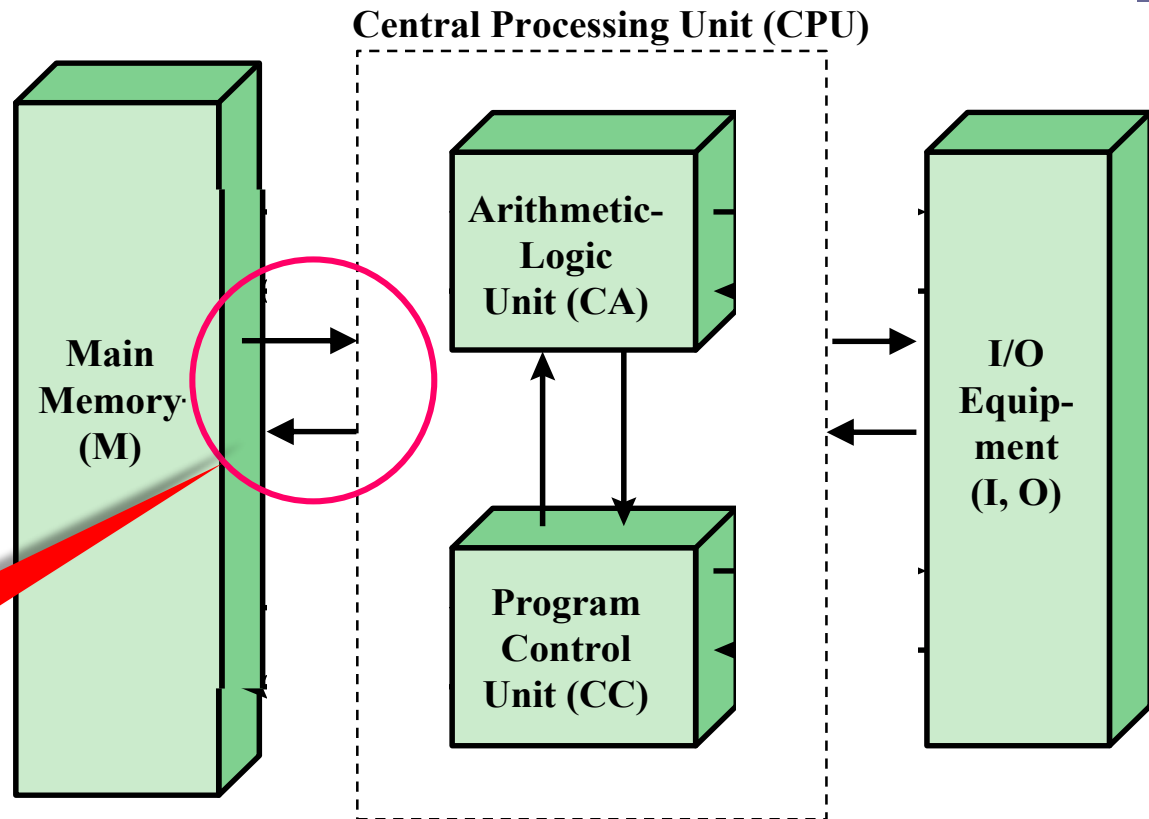 Central Processing Unit (CPU)
Main
Memory
(M)
Arithmetic-
Logic
Unit (CA)
Program
Control
Unit (CC)
I/O
Equip-
ment
(I, O)